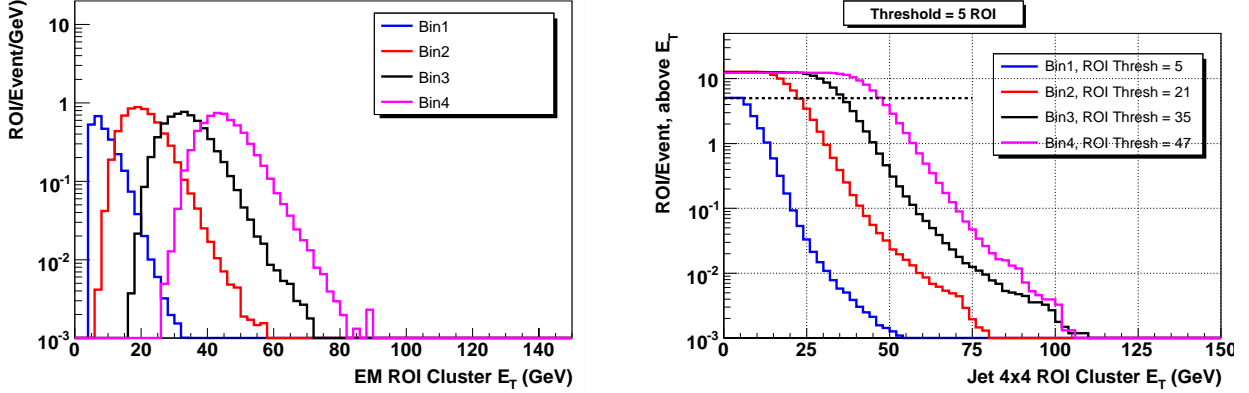 ROI/Event/GeV)
10
1
10-1
10-2
10-3
0 20 40 60 80 100 120 140
EM ROI Cluster ET (GeV)
Bin1
Bin2
Bin3
Bin4
Threshold = 5 ROI
ROI/Event, above ET
10
1
10-1
10-2
10-3
0 25 50 75 100 125 150
Jet 4x4 ROI Cluster ET (GeV)
Bin1, ROI Thresh = 5
Bin2, ROI Thresh = 21
Bin3, ROI Thresh = 35
Bin4, ROI Thresh = 47